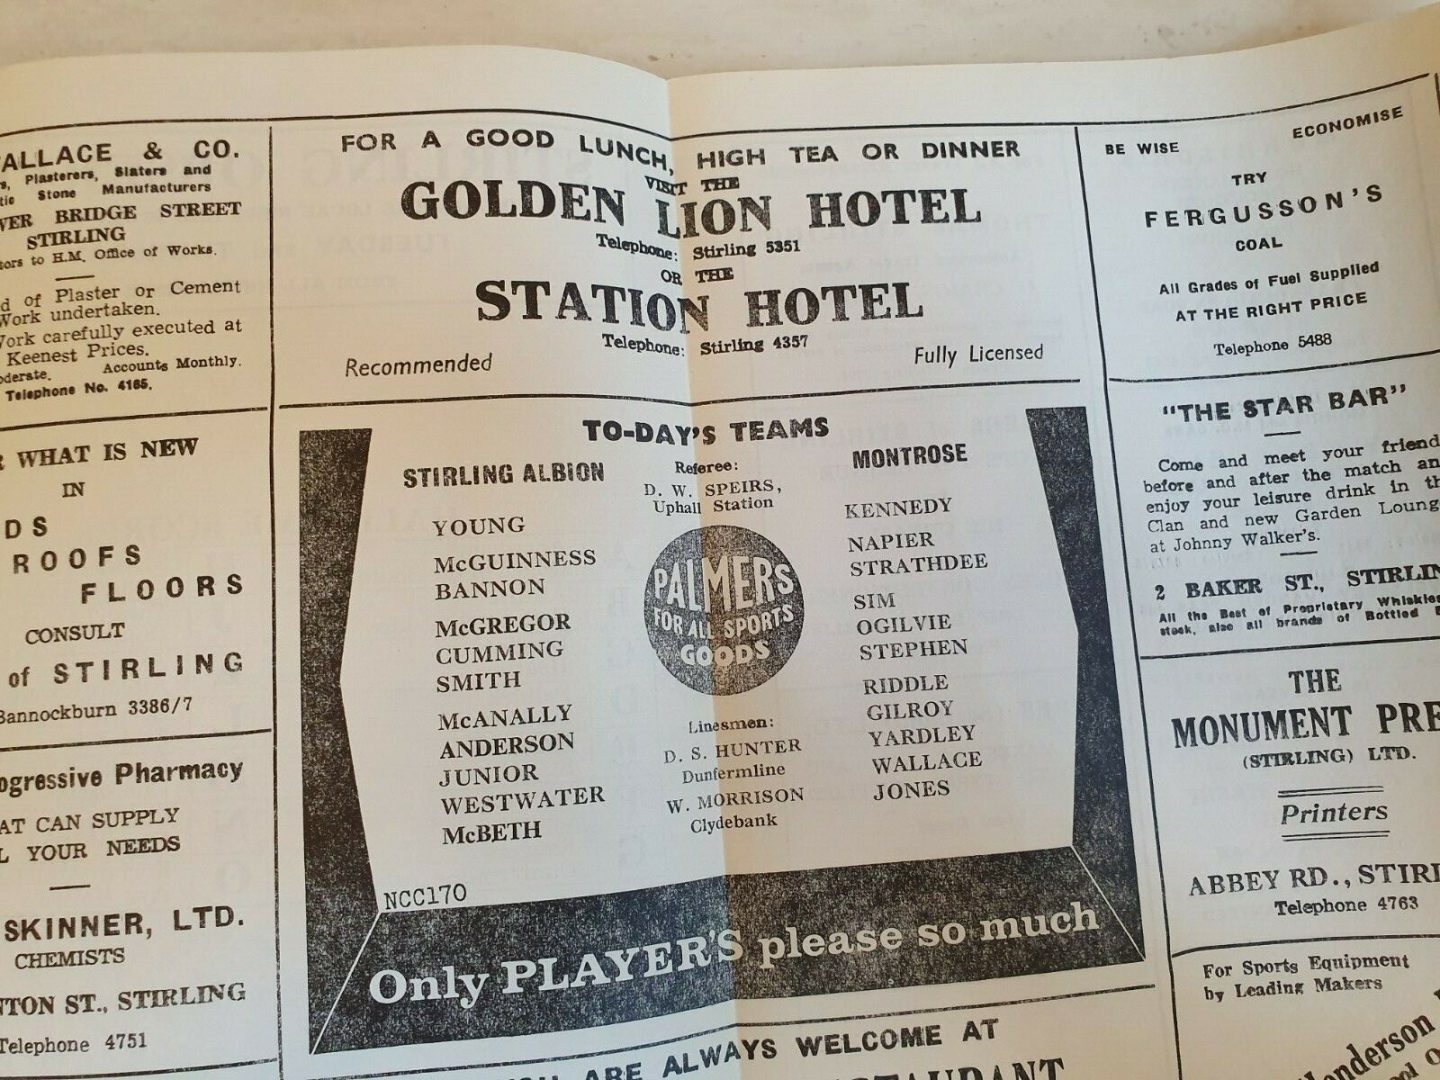 ALLACE & CO.
Plasterers, Slaters and
Stone Manufacturers
BRIDGE STREET
STIRLING
to H.M. Office of Works.
of Plaster or Cement
Work undertaken.
Work carefully executed at
Keenest Prices.
Accounts Monthly.
Telephone No. 4165.
WHAT IS NEW
IN
ROOFS
FLOORS
CONSULT
of STIRLING
Bannockburn 3386/7
Pharmacy
AT CAN SUPPLY
YOUR NEEDS
SKINNER, LTD.
CHEMISTS
NTON ST., STIRLING
Telephone 4751
FOR A GOOD LUNCH, HIGH TEA OR DINNER
VISIT THE
GOLDEN LION HOTEL
Telephone: Stirling 5351
OR THE
STATION HOTEL
Telephone: Stirling 4357
Recommended Fully Licensed
TO-DAY'S TEAMS
STIRLING ALBION
YOUNG
McGUINNESS
BANNON
McGREGOR
CUMMING
SMITH
McANALLY
ANDERSON
JUNIOR
WESTWATER
McBETH
Referee:
D. W. SPEIRS,
Uphall Station
PALMERS
FOR ALL SPORTS
GOODS
Linesmen:
D. S. HUNTER
Dunfermline
W. MORRISON
Clydebank
MONTROSE
KENNEDY
NAPIER
STRATHDEE
SIM
OGILVIE
STEPHEN
RIDDLE
GILROY
YARDLEY
WALLACE
JONES
NCC170
Only PLAYER'S please so much
ARE ALWAYS WELCOME AT
BE WISE ECONOMISE
TRY
FERGUSSON'S
COAL
All Grades of Fuel Supplied
AT THE RIGHT PRICE
Telephone 5488
"THE STAR BAR"
Come and meet your friend
before and after the match an
enjoy your leisure drink in th
Clan and new Garden Loung
at Johnny Walker's.
2 BAKER ST., STIRLIN
All the Best of Proprietary Whiskie
stock, also all brands of Bottled
THE
MONUMENT PRE
(STIRLING) LTD.
Printers
ABBEY RD., STIRL
Telephone 4763
For Sports Equipment
by Leading Makers